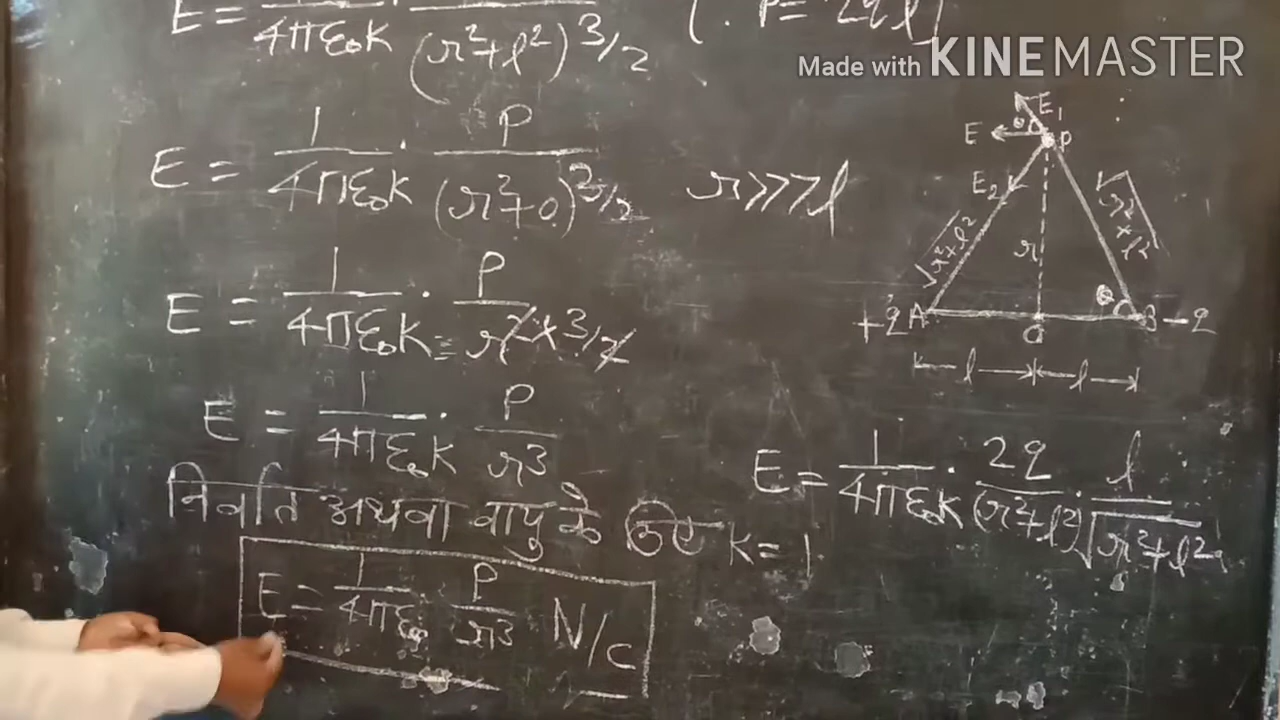 E = 1/4πε₀k · (r²+l²)^3/2 [∵ P = 2ql]
Made with KINEMASTER
E = 1/4πε₀k · P/(r²+0)^3/2 r>>>l
E = 1/4πε₀k · P/r^2×3/2
E = 1/4πε₀k · P/r³
निर्वात अथवा वायु के लिए k=1
E = 1/4πε₀ · P/r³ N/C
E₁
θ
E
P
E₂
√r²+l²
r
√r²+l²
θ
+q A
O
B -q
l
l
E = 1/4πε₀k · 2q/(r²+l²) · l/√r²+l²